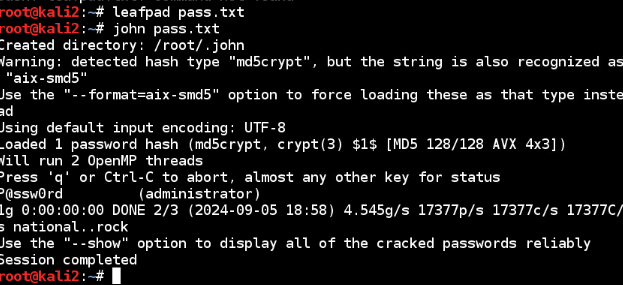 root@kali2:~# leafpad pass.txt
root@kali2:~# john pass.txt
Created directory: /root/.john
Warning: detected hash type "md5crypt", but the string is also recognized as
 "aix-smd5"
Use the "--format=aix-smd5" option to force loading these as that type inste
ad
Using default input encoding: UTF-8
Loaded 1 password hash (md5crypt, crypt(3) $1$ [MD5 128/128 AVX 4x3])
Will run 2 OpenMP threads
Press 'q' or Ctrl-C to abort, almost any other key for status
P@ssw0rd         (administrator)
1g 0:00:00:00 DONE 2/3 (2024-09-05 18:58) 4.545g/s 17377p/s 17377c/s 17377C/
s national..rock
Use the "--show" option to display all of the cracked passwords reliably
Session completed
root@kali2:~#